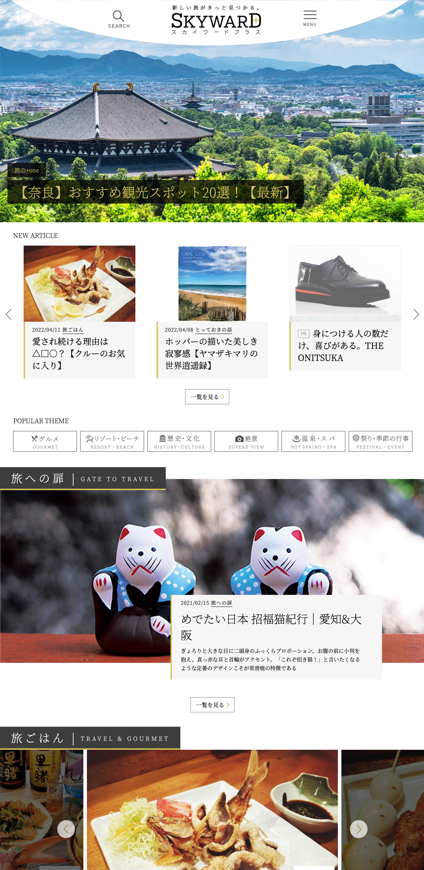 新しい旅がきっと見つかる。
SKYWARD
スカイワードプラス
SEARCH
MENU
旅の+one
【奈良】おすすめ観光スポット20選！【最新】
NEW ARTICLE
2022/04/11 旅ごはん
愛され続ける理由は
△□○？【クルーのお気
に入り】
2022/04/08 とっておきの話
ホッパーの描いた美しき
寂寥感【ヤマザキマリの
世界逍遥録】
PR 身につける人の数だ
け、喜びがある。THE
ONITSUKA
一覧を見る
POPULAR THEME
グルメ
GOURMET
リゾート・ビーチ
RESORT・BEACH
歴史・文化
HISTORY・CULTURE
絶景
SUPERB VIEW
温泉・スパ
HOT SPRING・SPA
祭り・季節の行事
FESTIVAL・EVENT
旅への扉 | GATE TO TRAVEL
2021/02/15 旅への扉
めでたい日本 招福猫紀行｜愛知&大
阪
ぎょろりと大きな目に二頭身のふっくらプロポーション。お腹の前に小判を
抱え、真っ赤な耳と首輪がアクセント。「これぞ招き猫！」と言いたくなる
ような定番のデザインこそが常滑焼の特徴である
一覧を見る
旅ごはん | TRAVEL & GOURMET